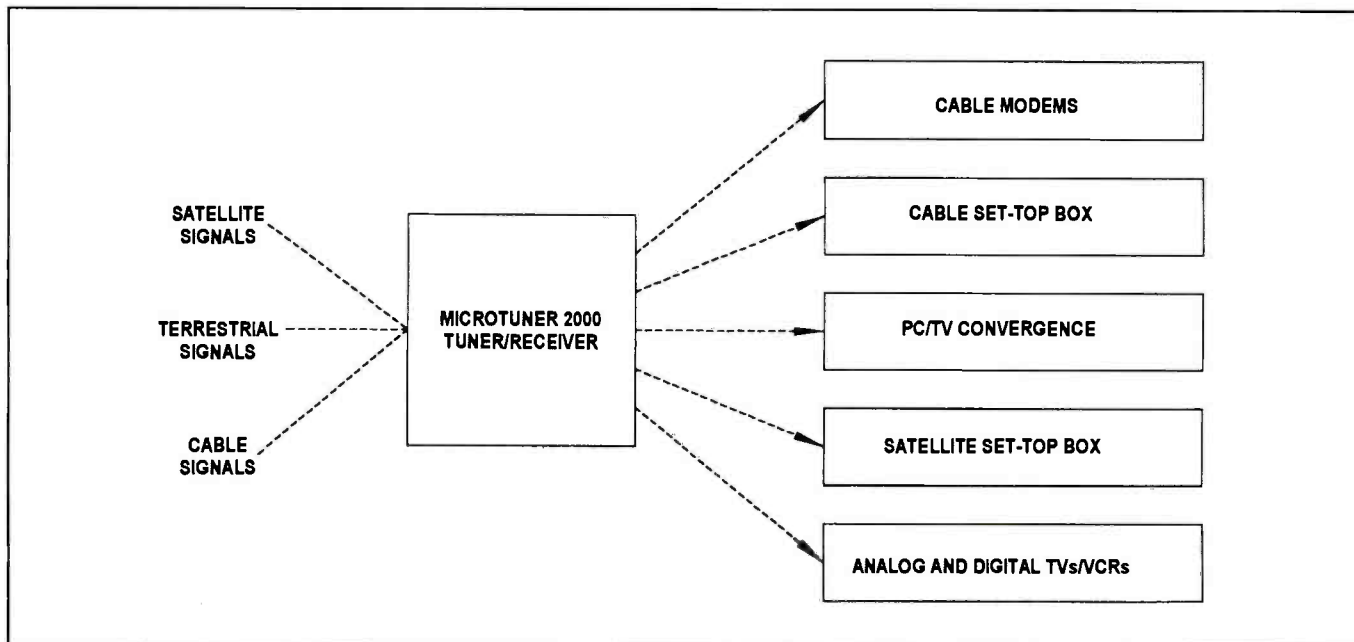 SATELLITE
SIGNALS
TERRESTRIAL
SIGNALS
CABLE
SIGNALS
MICROTUNER 2000
TUNER/RECEIVER
CABLE MODEMS
CABLE SET-TOP BOX
PC/TV CONVERGENCE
SATELLITE SET-TOP BOX
ANALOG AND DIGITAL TVs/VCRs